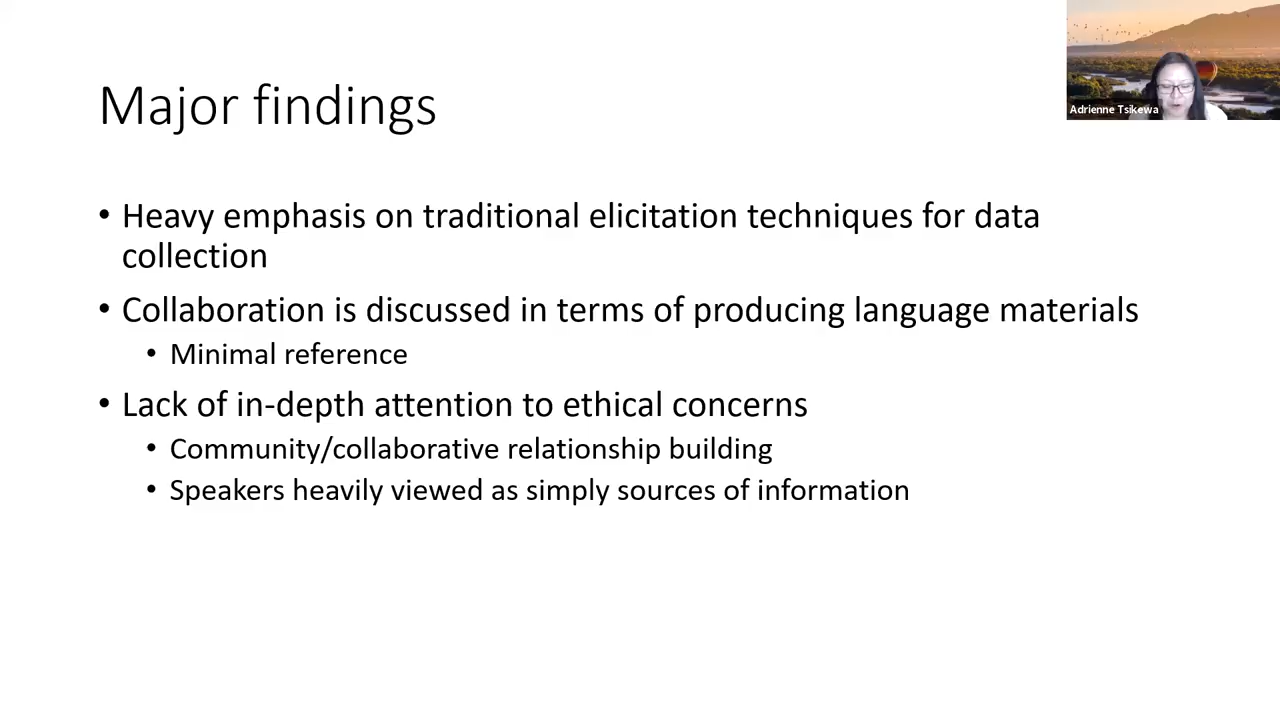 Major findings
Adrienne Tsikewa
• Heavy emphasis on traditional elicitation techniques for data
collection
• Collaboration is discussed in terms of producing language materials
• Minimal reference
• Lack of in-depth attention to ethical concerns
• Community/collaborative relationship building
• Speakers heavily viewed as simply sources of information